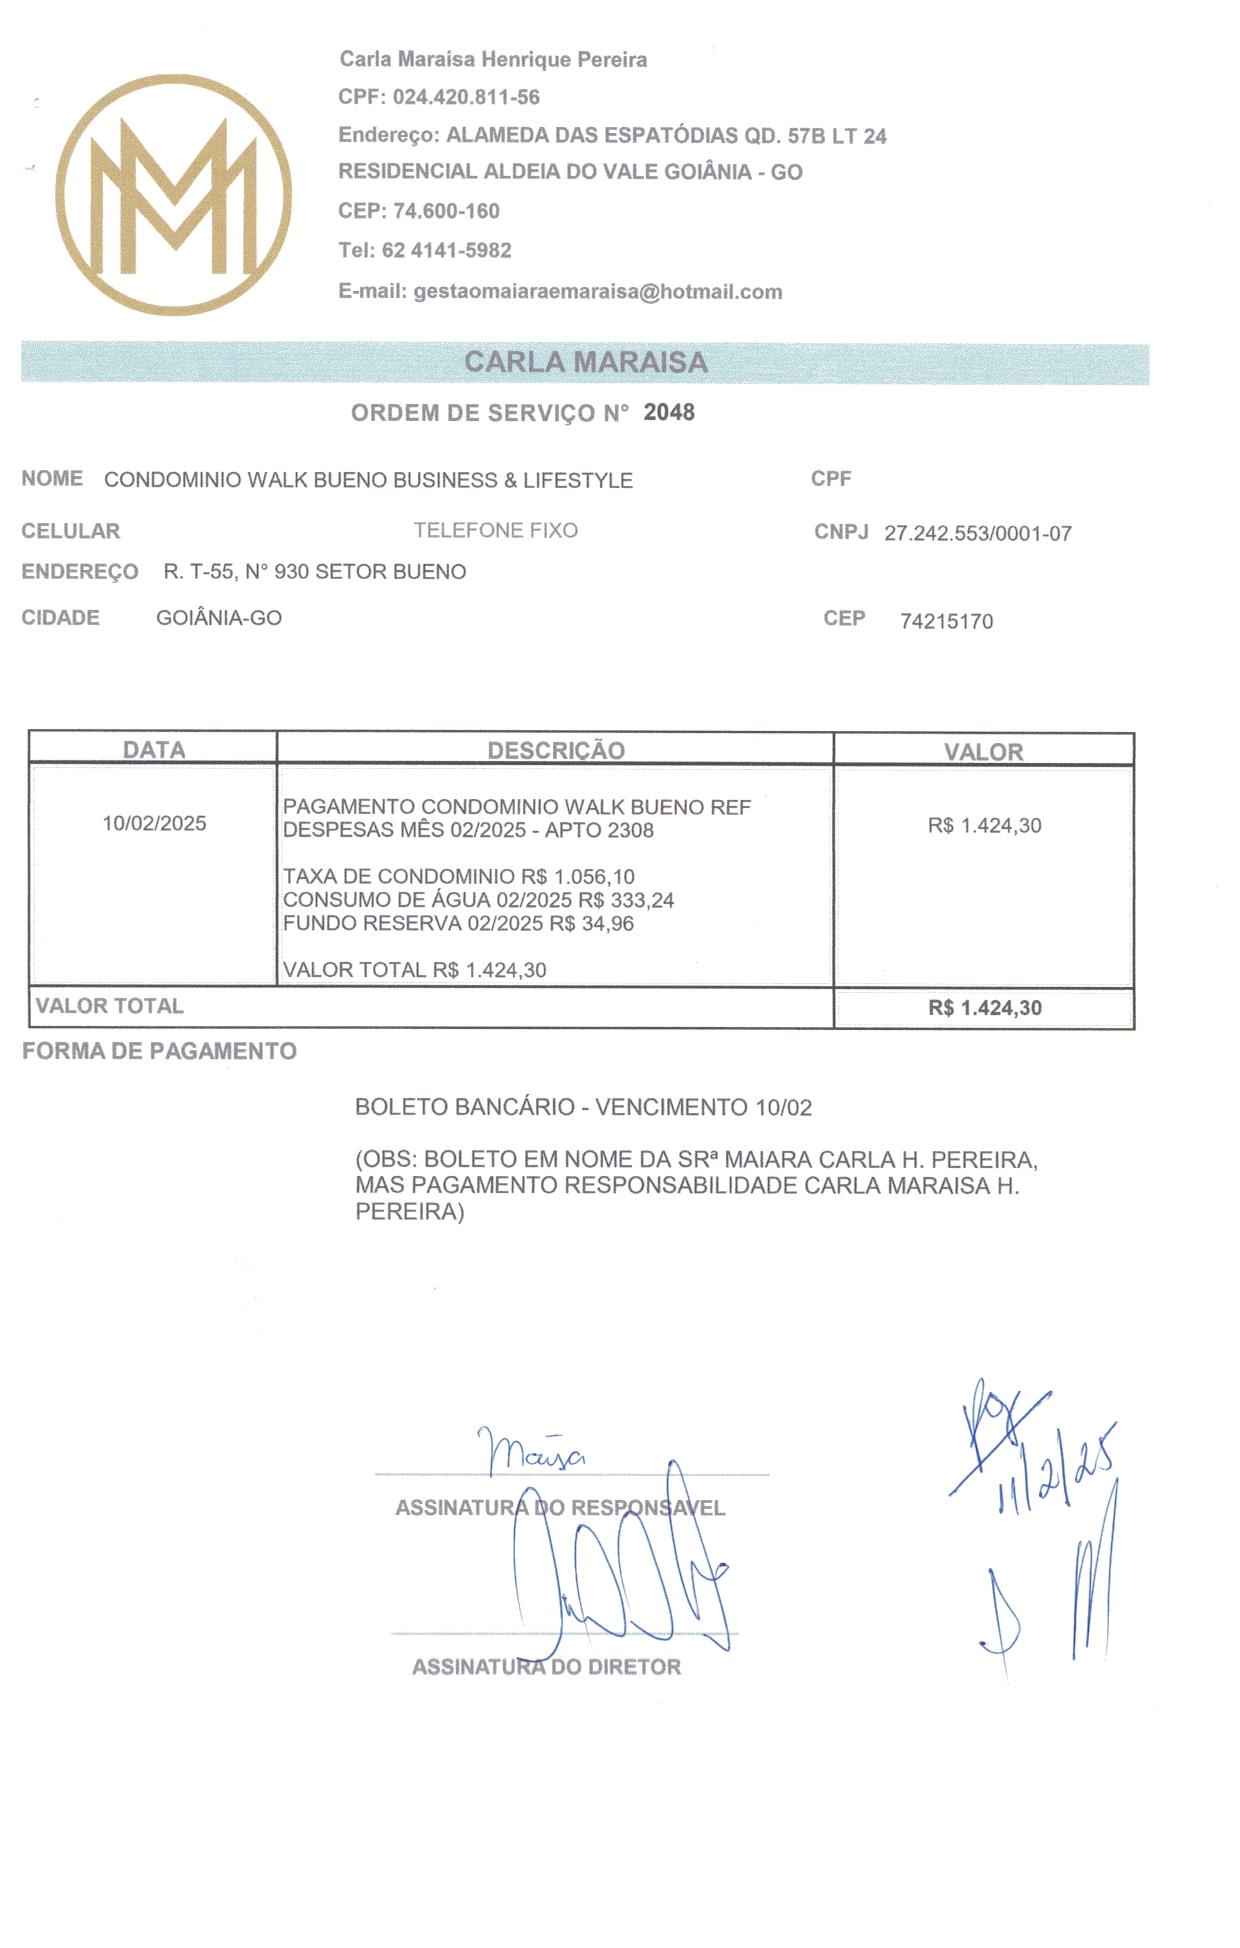 Carla Maraisa Henrique Pereira
CPF: 024.420.811-56
Endereço: ALAMEDA DAS ESPATÓDIAS QD. 57B LT 24
RESIDENCIAL ALDEIA DO VALE GOIÂNIA - GO
CEP: 74.600-160
Tel: 62 4141-5982
E-mail: gestaomaiaraemaraisa@hotmail.com
CARLA MARAISA
ORDEM DE SERVIÇO N° 2048
NOME CONDOMINIO WALK BUENO BUSINESS & LIFESTYLE CPF
CELULAR TELEFONE FIXO CNPJ 27.242.553/0001-07
ENDEREÇO R. T-55, N° 930 SETOR BUENO
CIDADE GOIÂNIA-GO CEP 74215170
DATA DESCRIÇÃO VALOR
PAGAMENTO CONDOMINIO WALK BUENO REF
10/02/2025 DESPESAS MÊS 02/2025 - APTO 2308 R$ 1.424,30
TAXA DE CONDOMINIO R$ 1.056,10
CONSUMO DE ÁGUA 02/2025 R$ 333,24
FUNDO RESERVA 02/2025 R$ 34,96
VALOR TOTAL R$ 1.424,30
VALOR TOTAL R$ 1.424,30
FORMA DE PAGAMENTO
BOLETO BANCÁRIO - VENCIMENTO 10/02
(OBS: BOLETO EM NOME DA SRª MAIARA CARLA H. PEREIRA,
MAS PAGAMENTO RESPONSABILIDADE CARLA MARAISA H.
PEREIRA)
11/2/25
ASSINATURA DO RESPONSAVEL
ASSINATURA DO DIRETOR